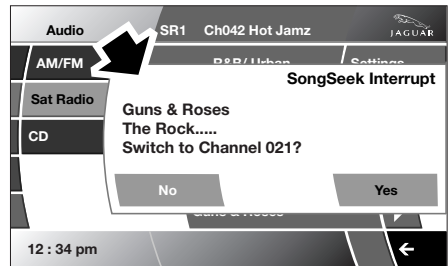 Audio SR1 Ch042 Hot Jamz JAGUAR
AM/FM R&B/ Urban Settings
SongSeek Interrupt
Sat Radio
Guns & Roses
CD
The Rock.....
Switch to Channel 021?
No Yes
Guns & Roses
12 : 34 pm